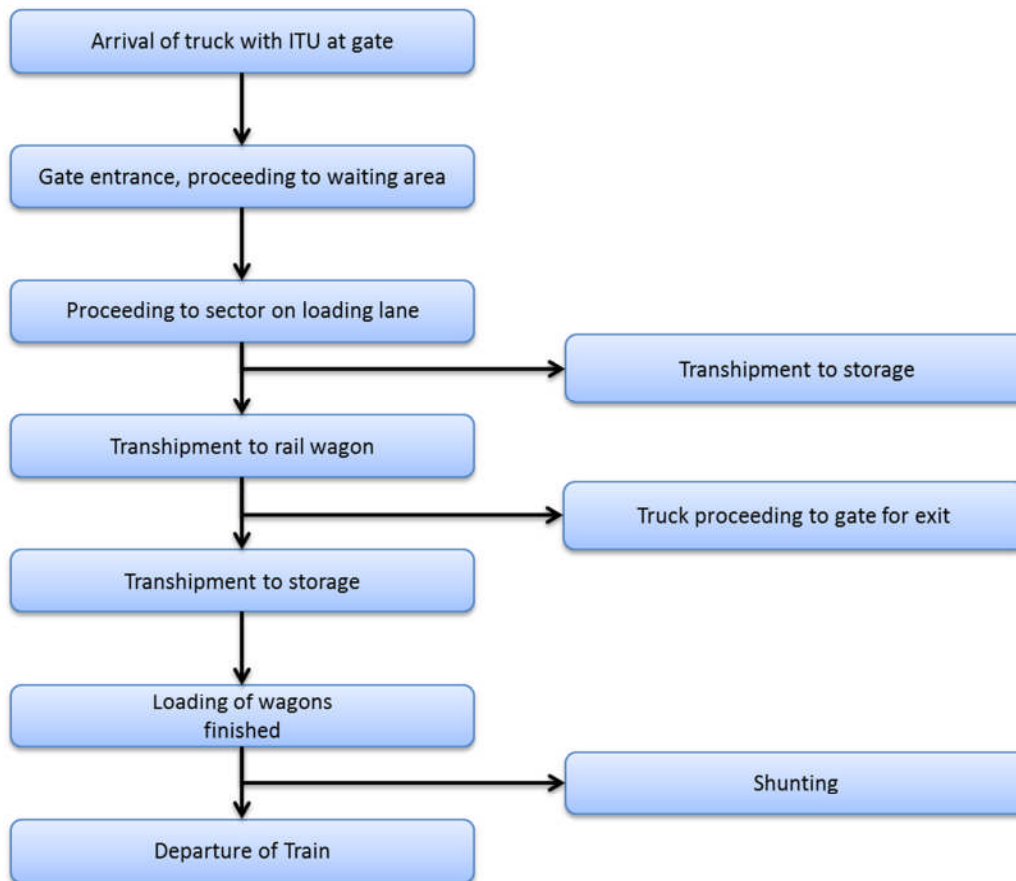 Arrival of truck with ITU at gate
Gate entrance, proceeding to waiting area
Proceeding to sector on loading lane
Transhipment to storage
Transhipment to rail wagon
Truck proceeding to gate for exit
Transhipment to storage
Loading of wagons
finished
Shunting
Departure of Train